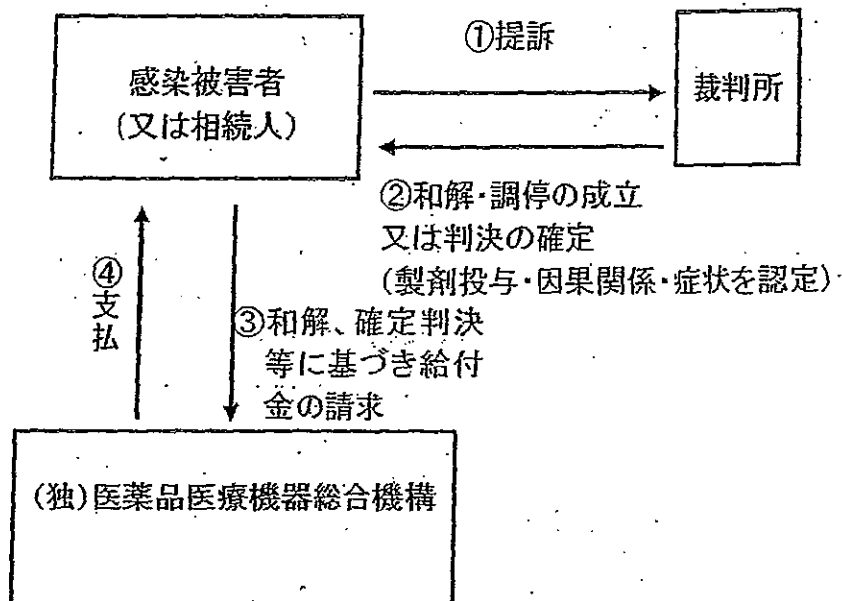 ①提訴
感染被害者
(又は相続人)
裁判所
②和解・調停の成立
又は判決の確定
(製剤投与・因果関係・症状を認定)
④支払
③和解、確定判決
等に基づき給付
金の請求
(独)医薬品医療機器総合機構